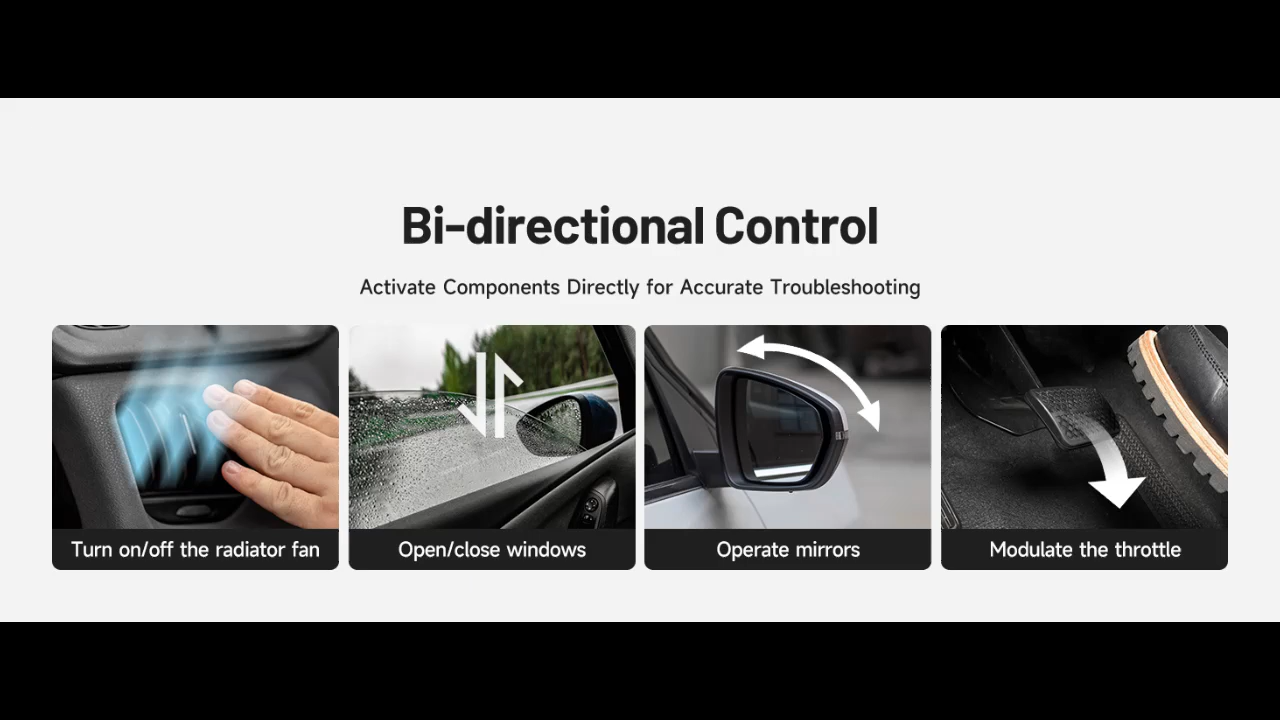 Bi-directional Control
Activate Components Directly for Accurate Troubleshooting
Turn on/off the radiator fan
Open/close windows
Operate mirrors
Modulate the throttle